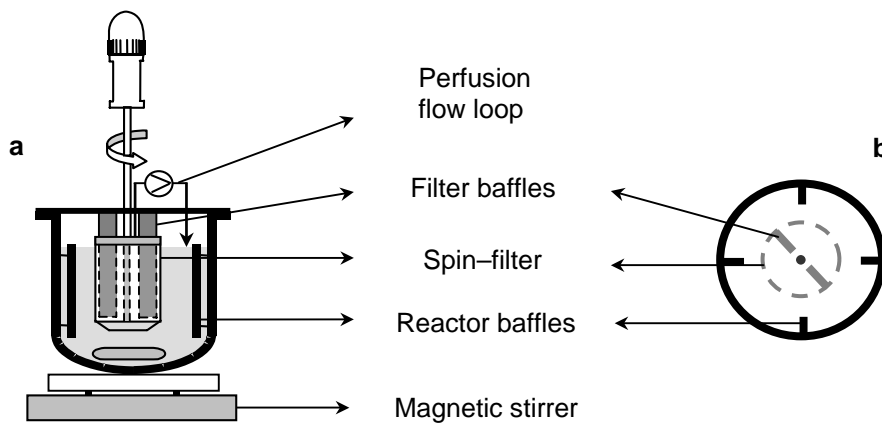 a
Perfusion
flow loop
b
Filter baffles
Spin–filter
Reactor baffles
Magnetic stirrer